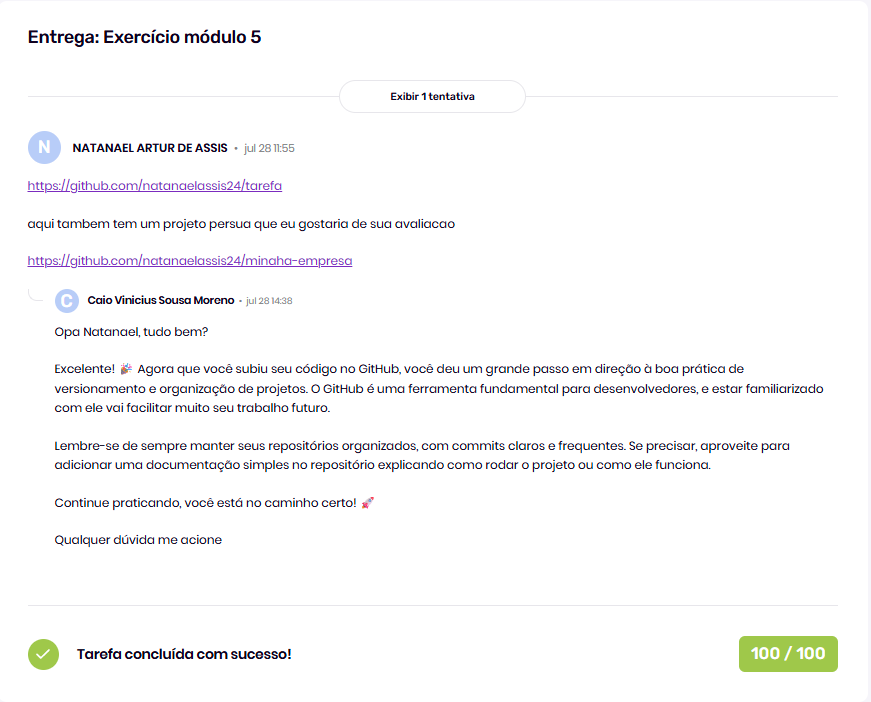 Entrega: Exercício módulo 5
Exibir 1 tentativa
N
NATANAEL ARTUR DE ASSIS • jul 28 11:55
https://github.com/natanaelassis24/tarefa
aqui tambem tem um projeto persua que eu gostaria de sua avaliacao
https://github.com/natanaelassis24/minaha-empresa
C
Caio Vinicius Sousa Moreno • jul 28 14:38
Opa Natanael, tudo bem?
Excelente! 🎉 Agora que você subiu seu código no GitHub, você deu um grande passo em direção à boa prática de
versionamento e organização de projetos. O GitHub é uma ferramenta fundamental para desenvolvedores, e estar familiarizado
com ele vai facilitar muito seu trabalho futuro.
Lembre-se de sempre manter seus repositórios organizados, com commits claros e frequentes. Se precisar, aproveite para
adicionar uma documentação simples no repositório explicando como rodar o projeto ou como ele funciona.
Continue praticando, você está no caminho certo! 🚀
Qualquer dúvida me acione
Tarefa concluída com sucesso!
100 / 100